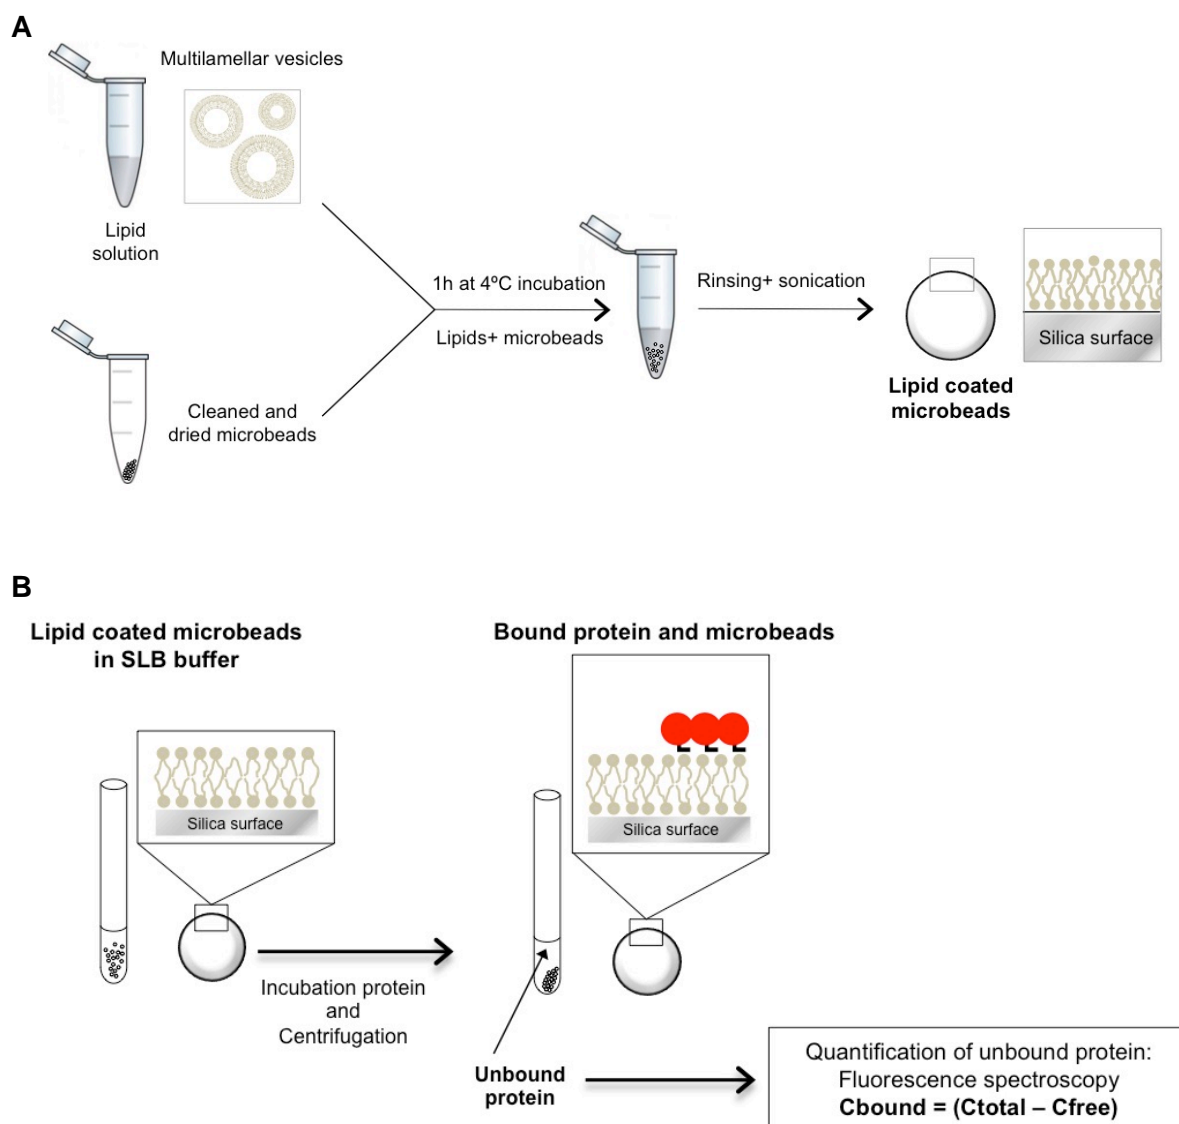 A
Multilamellar vesicles
Lipid
solution
Cleaned and
dried microbeads
1h at 4ºC incubation
Lipids+ microbeads
Rinsing+ sonication
Lipid coated
microbeads
Silica surface
B
Lipid coated microbeads
in SLB buffer
Silica surface
Incubation protein
and
Centrifugation
Bound protein and microbeads
Silica surface
Unbound
protein
Quantification of unbound protein:
Fluorescence spectroscopy
Cbound = (Ctotal – Cfree)